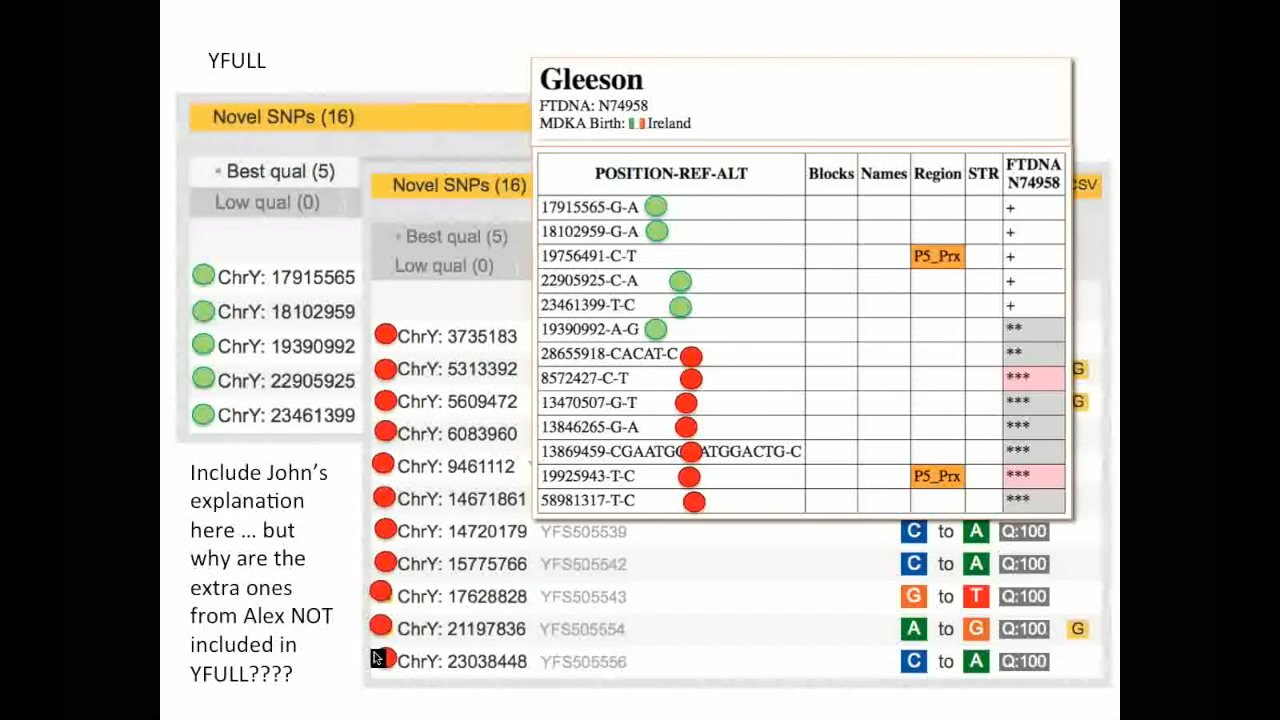 YFULL
Novel SNPs (16)
Best qual (5)
Low qual (0)
ChrY: 17915565
ChrY: 18102959
ChrY: 19390992
ChrY: 22905925
ChrY: 23461399
Include John’s
explanation
here … but
why are the
extra ones
from Alex NOT
included in
YFULL????
Novel SNPs (16)
CSV
Best qual (5)
Low qual (0)
ChrY: 3735183
ChrY: 5313392 G
ChrY: 5609472 G
ChrY: 6083960
ChrY: 9461112
ChrY: 14671861
ChrY: 14720179 YFS505539 C to A Q:100
ChrY: 15775766 YFS505542 C to A Q:100
ChrY: 17628828 YFS505543 G to T Q:100
ChrY: 21197836 YFS505554 A to G Q:100 G
ChrY: 23038448 YFS505556 C to A Q:100
Gleeson
FTDNA: N74958
MDKA Birth: Ireland
POSITION-REF-ALT Blocks Names Region STR FTDNA
N74958
17915565-G-A +
18102959-G-A +
19756491-C-T P5_Prx +
22905925-C-A +
23461399-T-C +
19390992-A-G **
28655918-CACAT-C **
8572427-C-T ***
13470507-G-T ***
13846265-G-A ***
13869459-CGAATG ATGGACTG-C ***
19925943-T-C P5_Prx ***
58981317-T-C ***